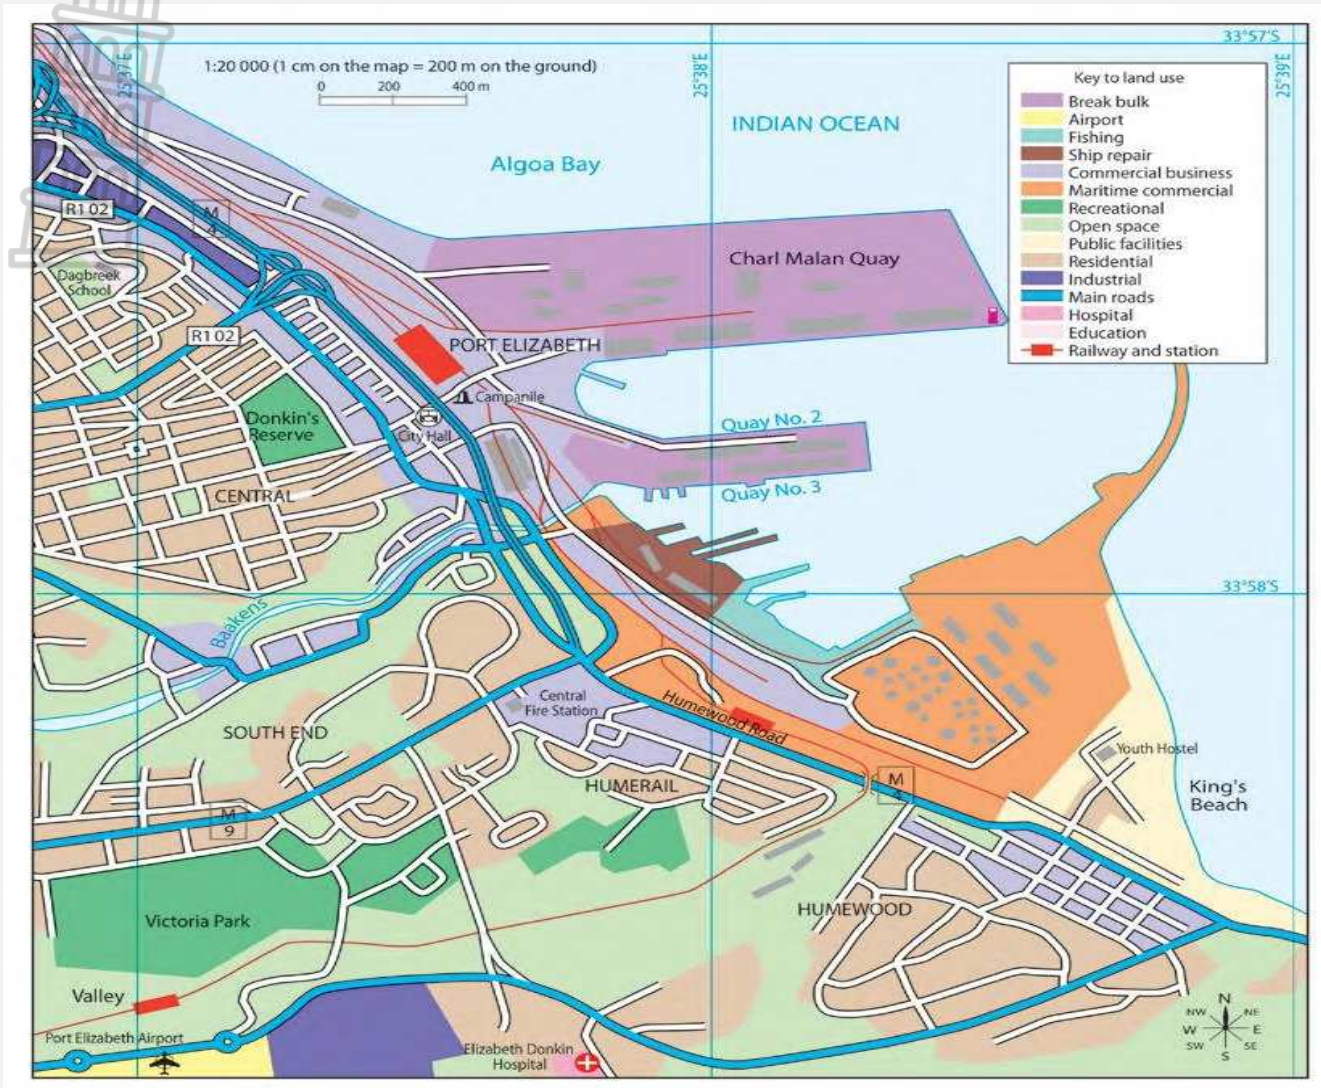 33°57'S
25°37'E
1:20 000 (1 cm on the map = 200 m on the ground)
0 200 400 m
25°38'E
25°39'E
Key to land use
Break bulk
Airport
Fishing
Ship repair
Commercial business
Maritime commercial
Recreational
Open space
Public facilities
Residential
Industrial
Main roads
Hospital
Education
Railway and station
INDIAN OCEAN
Algoa Bay
R102
M
4
Dagbreek
School
Charl Malan Quay
R102
PORT ELIZABETH
Campanile
Donkin's
Reserve
City Hall
Quay No. 2
CENTRAL
Quay No. 3
33°58'S
Baakens
Central
Fire Station
Humewood Road
SOUTH END
Youth Hostel
HUMERAIL
M
4
King's
Beach
M
9
Victoria Park
HUMEWOOD
Valley
Port Elizabeth Airport
Elizabeth Donkin
Hospital
N
NW NE
W E
SW SE
S